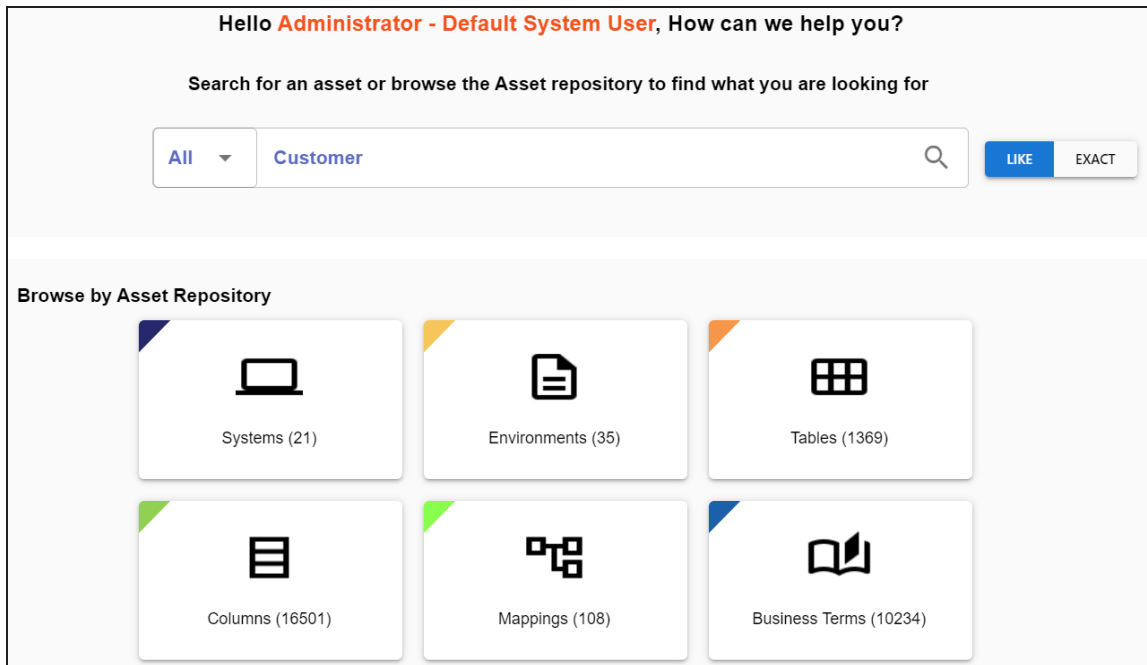 Hello Administrator - Default System User, How can we help you?
Search for an asset or browse the Asset repository to find what you are looking for
All Customer LIKE EXACT
Browse by Asset Repository
Systems (21) Environments (35) Tables (1369)
Columns (16501) Mappings (108) Business Terms (10234)